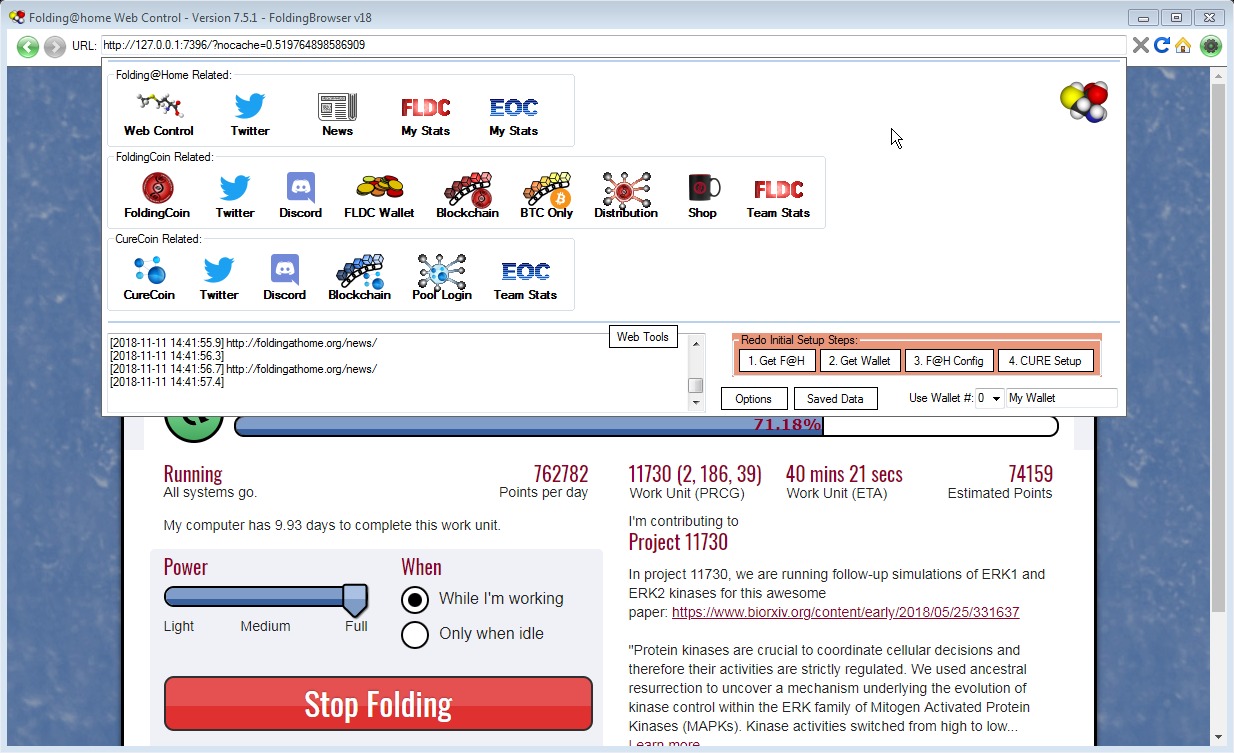 Folding@home Web Control - Version 7.5.1 - FoldingBrowser v18
URL: http://127.0.0.1:7396/?nocache=0.519764898586909
Folding@Home Related:
FLDC EOC
Web Control Twitter News My Stats My Stats
FoldingCoin Related:
FLDC
FoldingCoin Twitter Discord FLDC Wallet Blockchain BTC Only Distribution Shop Team Stats
CureCoin Related:
EOC
CureCoin Twitter Discord Blockchain Pool Login Team Stats
Web Tools
[2018-11-11 14:41:55.9] http://foldingathome.org/news/
[2018-11-11 14:41:56.3]
[2018-11-11 14:41:56.7] http://foldingathome.org/news/
[2018-11-11 14:41:57.4]
Redo Initial Setup Steps:
1. Get F@H 2. Get Wallet 3. F@H Config 4. CURE Setup
Options Saved Data Use Wallet #: 0 My Wallet
71.18%
Running 762782
All systems go. Points per day
My computer has 9.93 days to complete this work unit.
Power When
While I'm working
Light Medium Full
Only when idle
Stop Folding
11730 (2, 186, 39) 40 mins 21 secs 74159
Work Unit (PRCG) Work Unit (ETA) Estimated Points
I'm contributing to
Project 11730
In project 11730, we are running follow-up simulations of ERK1 and
ERK2 kinases for this awesome
paper: https://www.biorxiv.org/content/early/2018/05/25/331637
"Protein kinases are crucial to coordinate cellular decisions and
therefore their activities are strictly regulated. We used ancestral
resurrection to uncover a mechanism underlying the evolution of
kinase control within the ERK family of Mitogen Activated Protein
Kinases (MAPKs). Kinase activities switched from high to low...
Learn more